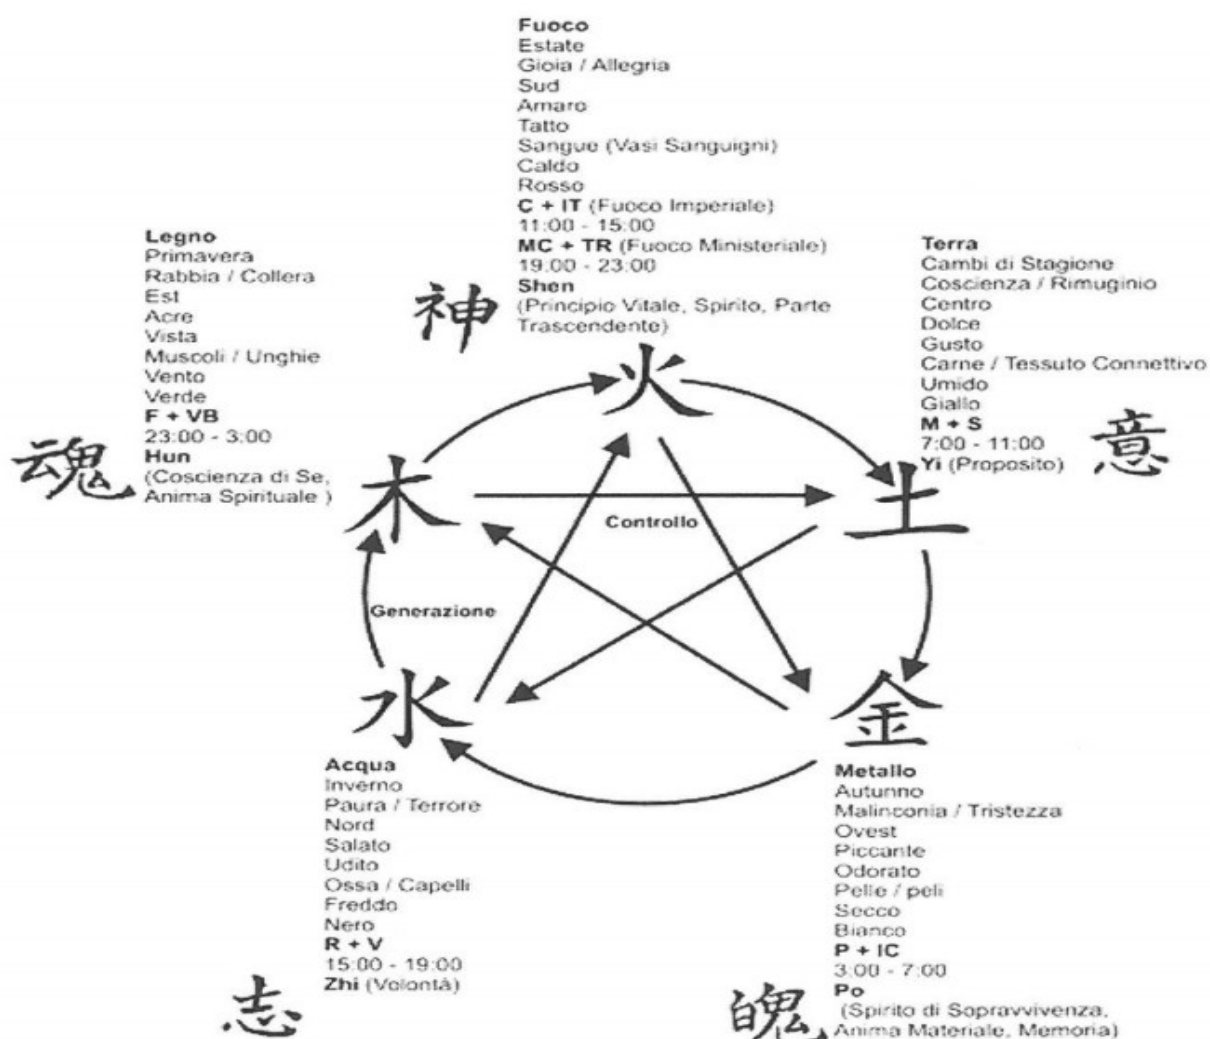 Fuoco
Estate
Gioia / Allegria
Sud
Amaro
Tatto
Sangue (Vasi Sanguigni)
Caldo
Rosso
C + IT (Fuoco Imperiale)
11:00 - 15:00
MC + TR (Fuoco Ministeriale)
19:00 - 23:00
Shen
(Principio Vitale, Spirito, Parte
Trascendente)
神
火
Legno
Primavera
Rabbia / Collera
Est
Acre
Vista
Muscoli / Unghie
Vento
Verde
F + VB
23:00 - 3:00
Hun
(Coscienza di Se,
Anima Spirituale )
魂
木
Terra
Cambi di Stagione
Coscienza / Rimuginio
Centro
Dolce
Gusto
Carne / Tessuto Connettivo
Umido
Giallo
M + S
7:00 - 11:00
Yi (Proposito)
意
土
Controllo
Generazione
水
Acqua
Inverno
Paura / Terrore
Nord
Salato
Udito
Ossa / Capelli
Freddo
Nero
R + V
15:00 - 19:00
Zhi (Volontà)
志
金
Metallo
Autunno
Malinconia / Tristezza
Ovest
Piccante
Odorato
Pelle / peli
Secco
Bianco
P + IC
3:00 - 7:00
Po
(Spirito di Sopravvivenza,
Anima Materiale, Memoria)
魄